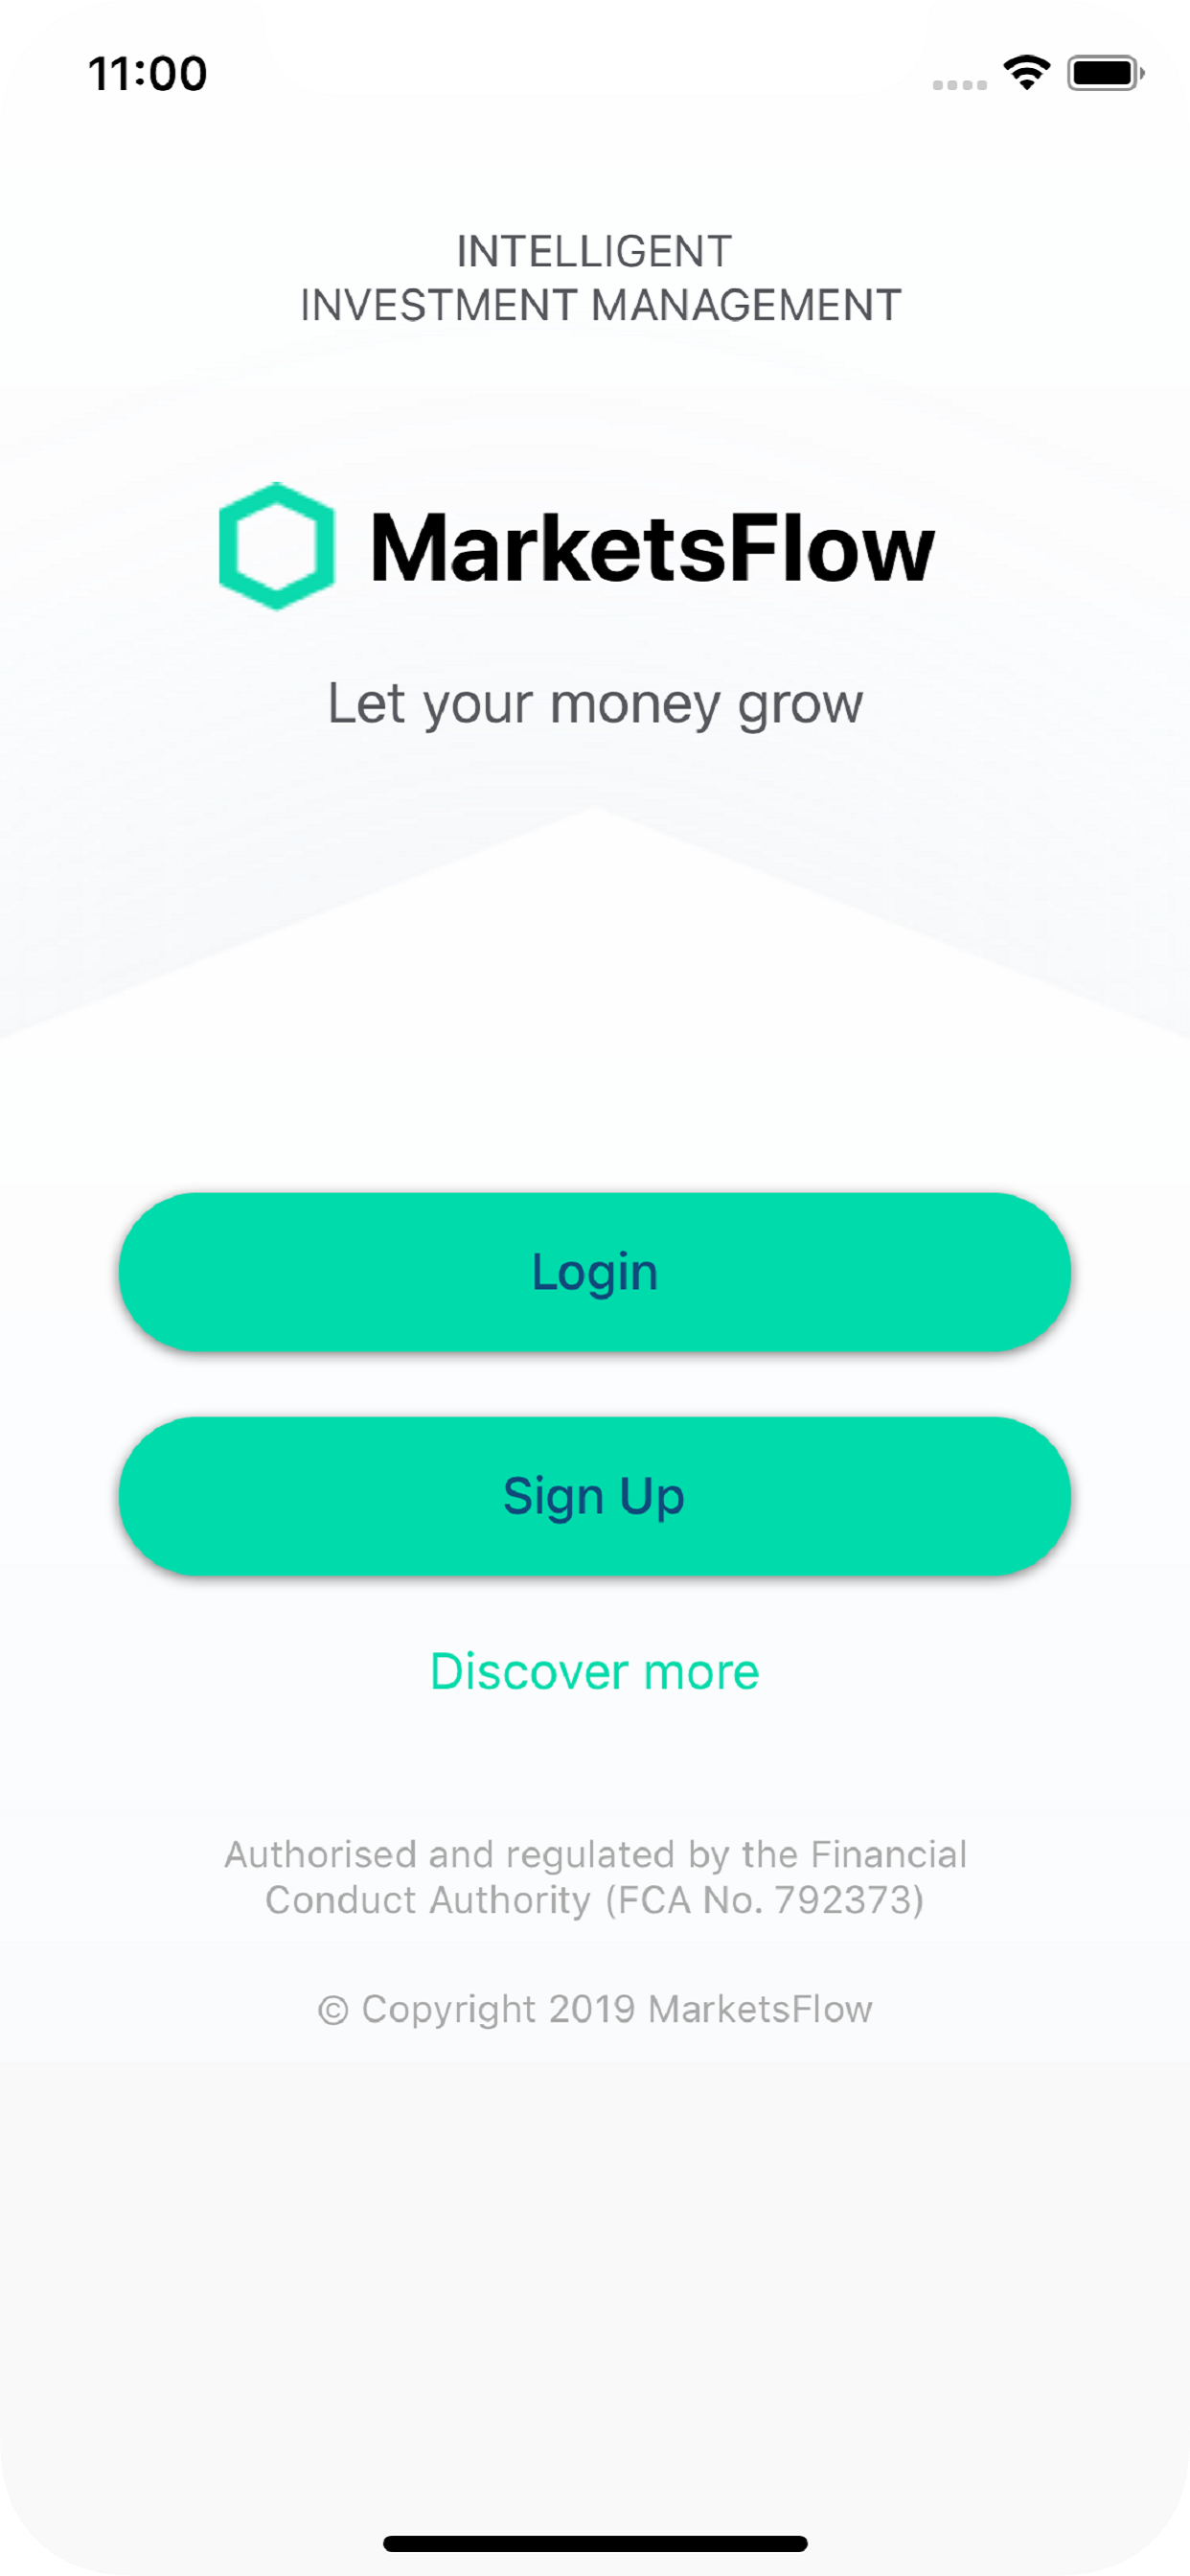 11:00
INTELLIGENT
INVESTMENT MANAGEMENT
MarketsFlow
Let your money grow
Login
Sign Up
Discover more
Authorised and regulated by the Financial
Conduct Authority (FCA No. 792373)
© Copyright 2019 MarketsFlow